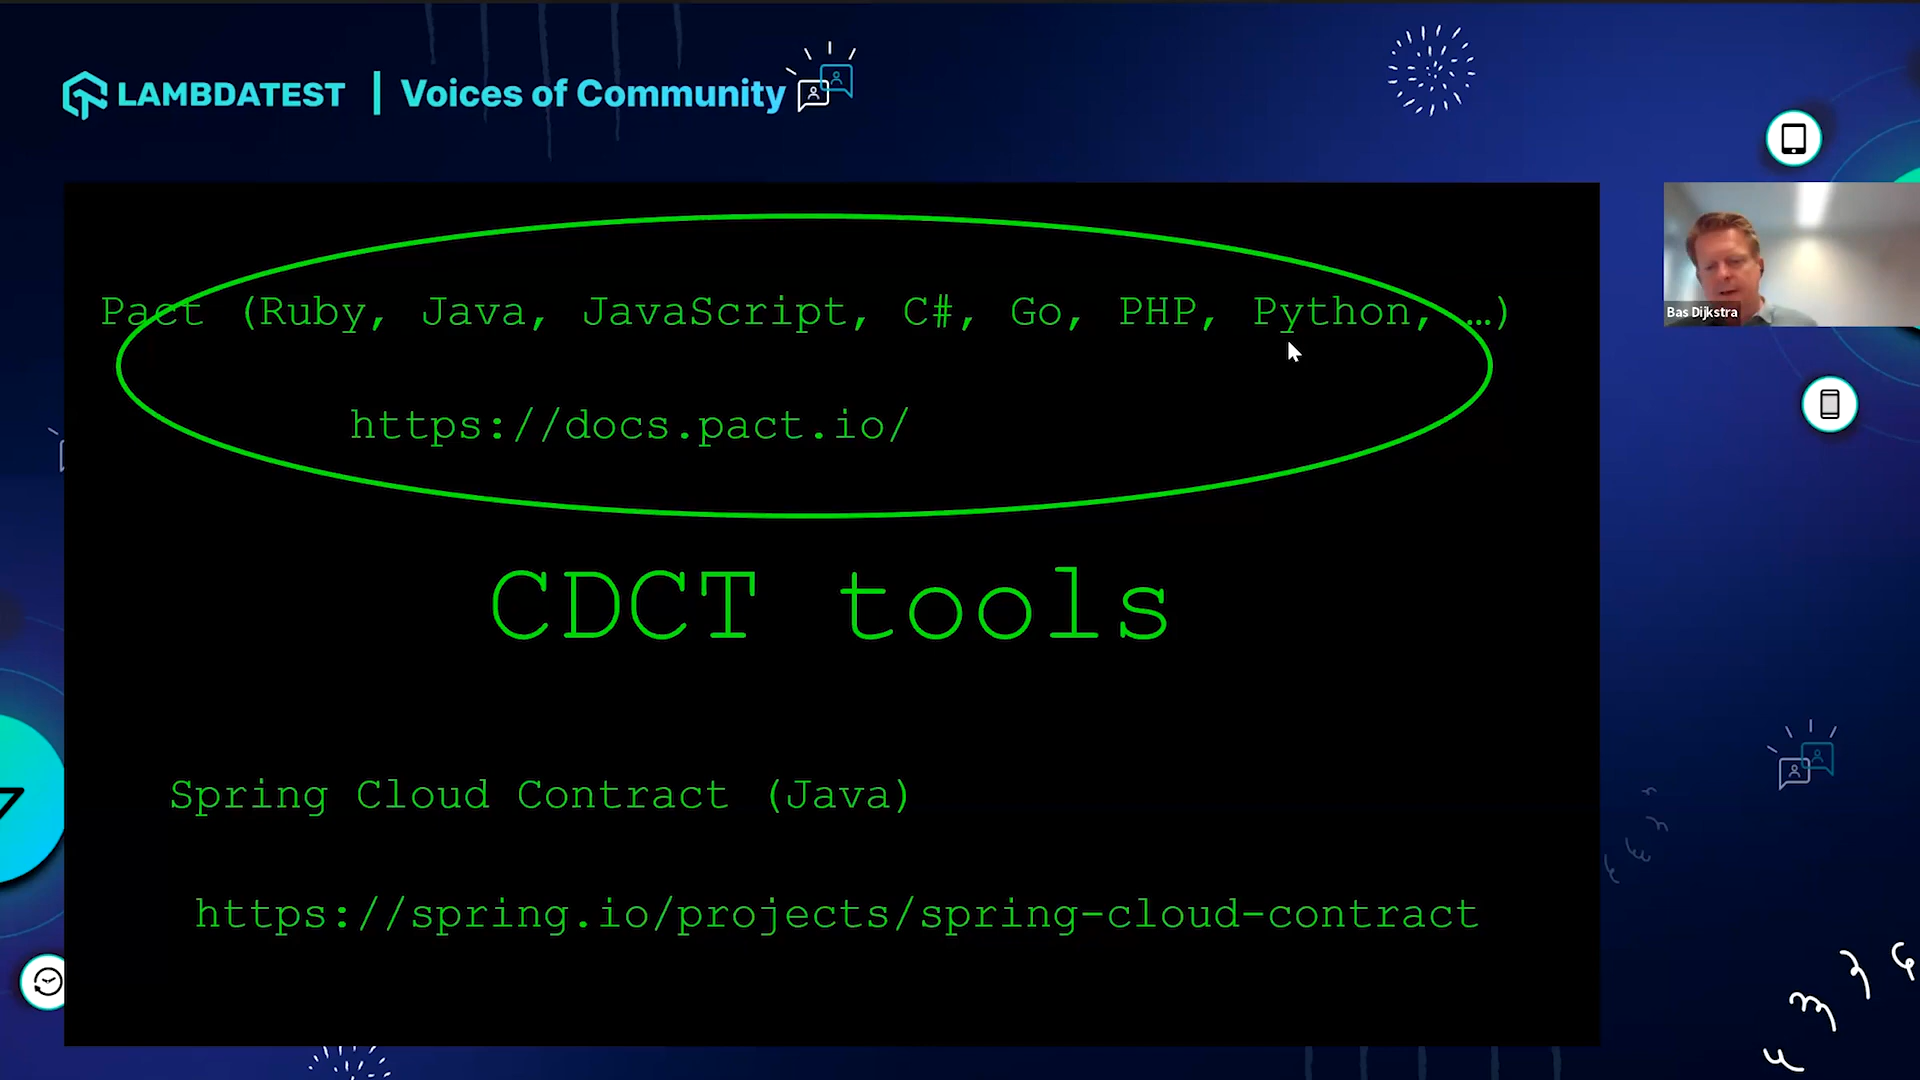 LAMBDATEST | Voices of Community
Pact (Ruby, Java, JavaScript, C#, Go, PHP, Python, …)
https://docs.pact.io/
CDCT tools
Spring Cloud Contract (Java)
https://spring.io/projects/spring-cloud-contract
Bas Dijkstra